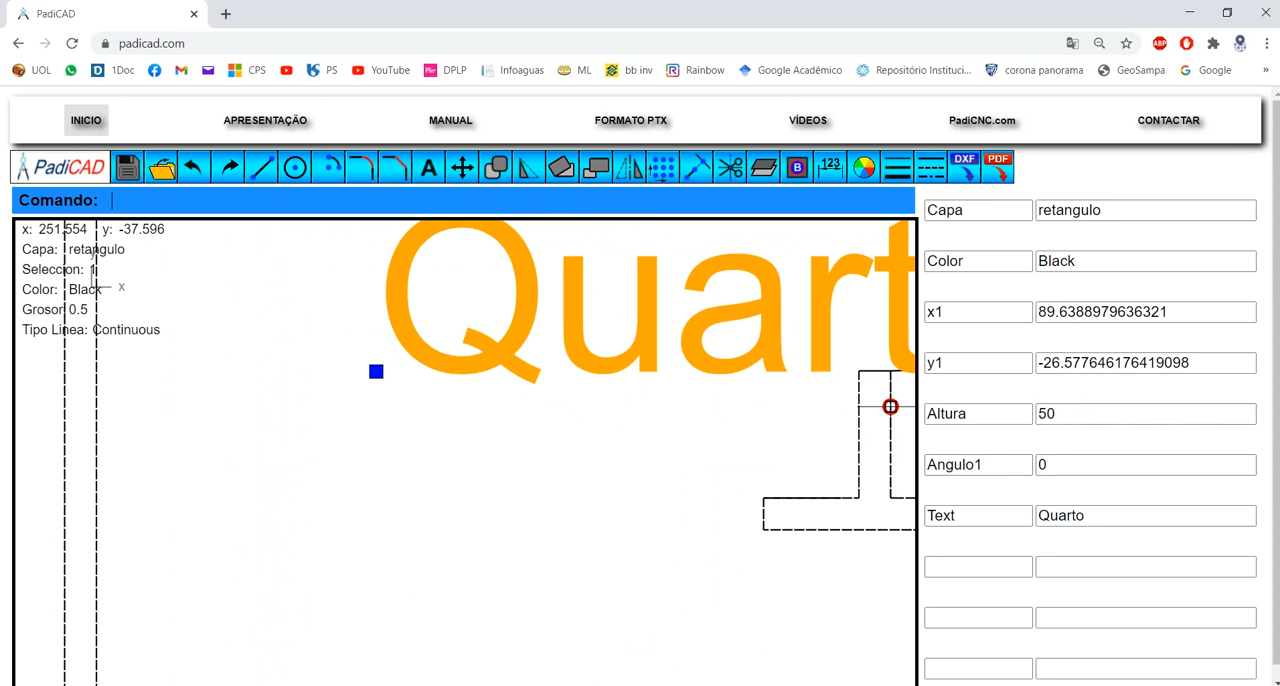 PadiCAD
padicad.com
UOL 1Doc CPS PS YouTube DPLP Infoaguas ML bb inv Rainbow Google Acadêmico Repositório Instituci... corona panorama GeoSampa Google »
INICIO APRESENTAÇÃO MANUAL FORMATO PTX VÍDEOS PadiCNC.com CONTACTAR
PadiCAD A B 123 DXF PDF
Comando:
x: 251.554 y: -37.596
Capa: retangulo
Seleccion: 1
Color: Black
Grosor 0.5
Tipo Linea: Continuous
y
x
Quart
Capa retangulo
Color Black
x1 89.6388979636321
y1 -26.577646176419098
Altura 50
Angulo1 0
Text Quarto